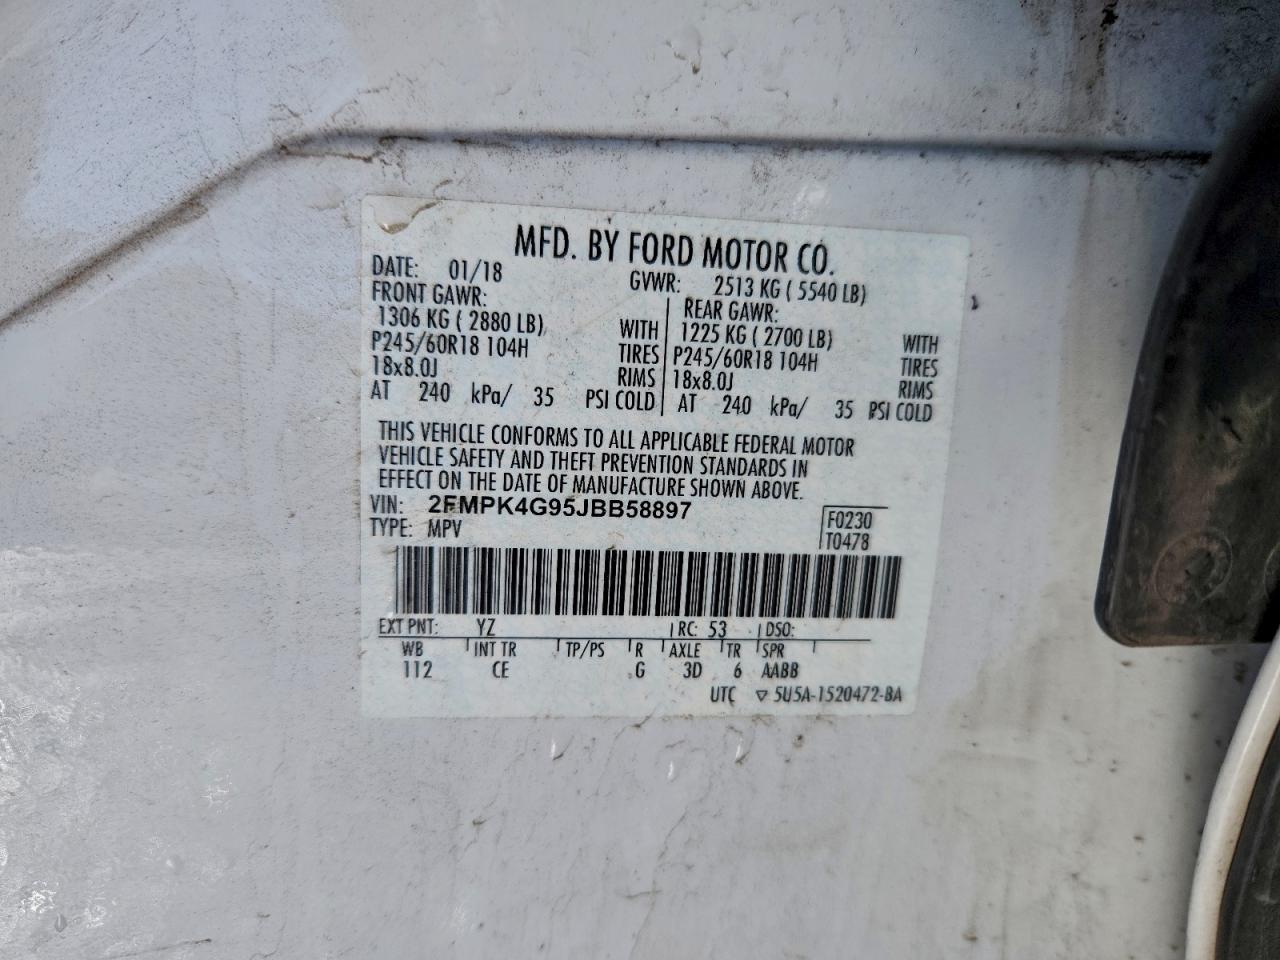 MFD. BY FORD MOTOR CO.
DATE: 01/18 GVWR: 2513 KG ( 5540 LB)
FRONT GAWR: REAR GAWR:
1306 KG ( 2880 LB) WITH 1225 KG ( 2700 LB) WITH
P245/60R18 104H TIRES P245/60R18 104H TIRES
18x8.0J RIMS 18x8.0J RIMS
AT 240 kPa/ 35 PSI COLD AT 240 kPa/ 35 PSI COLD
THIS VEHICLE CONFORMS TO ALL APPLICABLE FEDERAL MOTOR
VEHICLE SAFETY AND THEFT PREVENTION STANDARDS IN
EFFECT ON THE DATE OF MANUFACTURE SHOWN ABOVE.
VIN: 2FMPK4G95JBB58897
TYPE: MPV
F0230
T0478
EXT PNT: YZ RC: 53 DSO:
WB INT TR TP/PS R AXLE TR SPR
112 CE G 3D 6 AABB
UTC ▽ 5U5A-1520472-BA